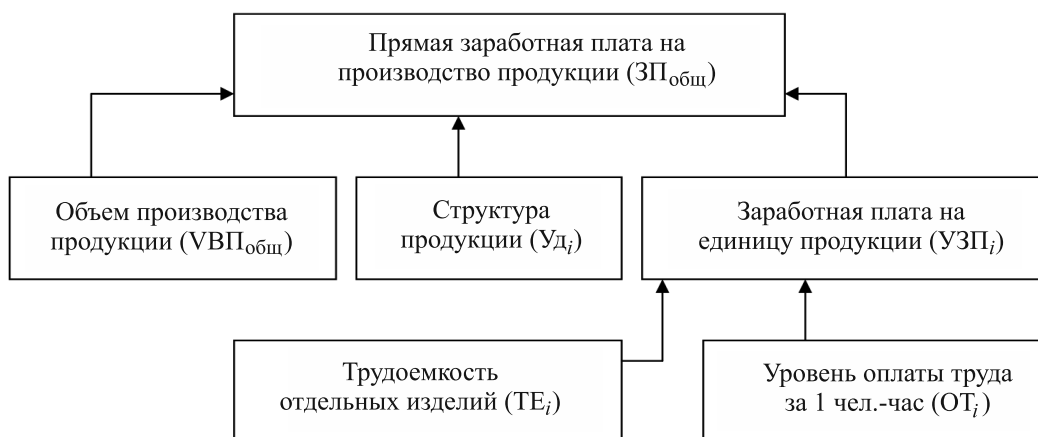 Прямая заработная плата на
производство продукции (ЗПобщ)
Объем производства
продукции (VВПобщ)
Структура
продукции (Удi)
Заработная плата на
единицу продукции (УЗПi)
Трудоемкость
отдельных изделий (ТЕi)
Уровень оплаты труда
за 1 чел.-час (ОТi)